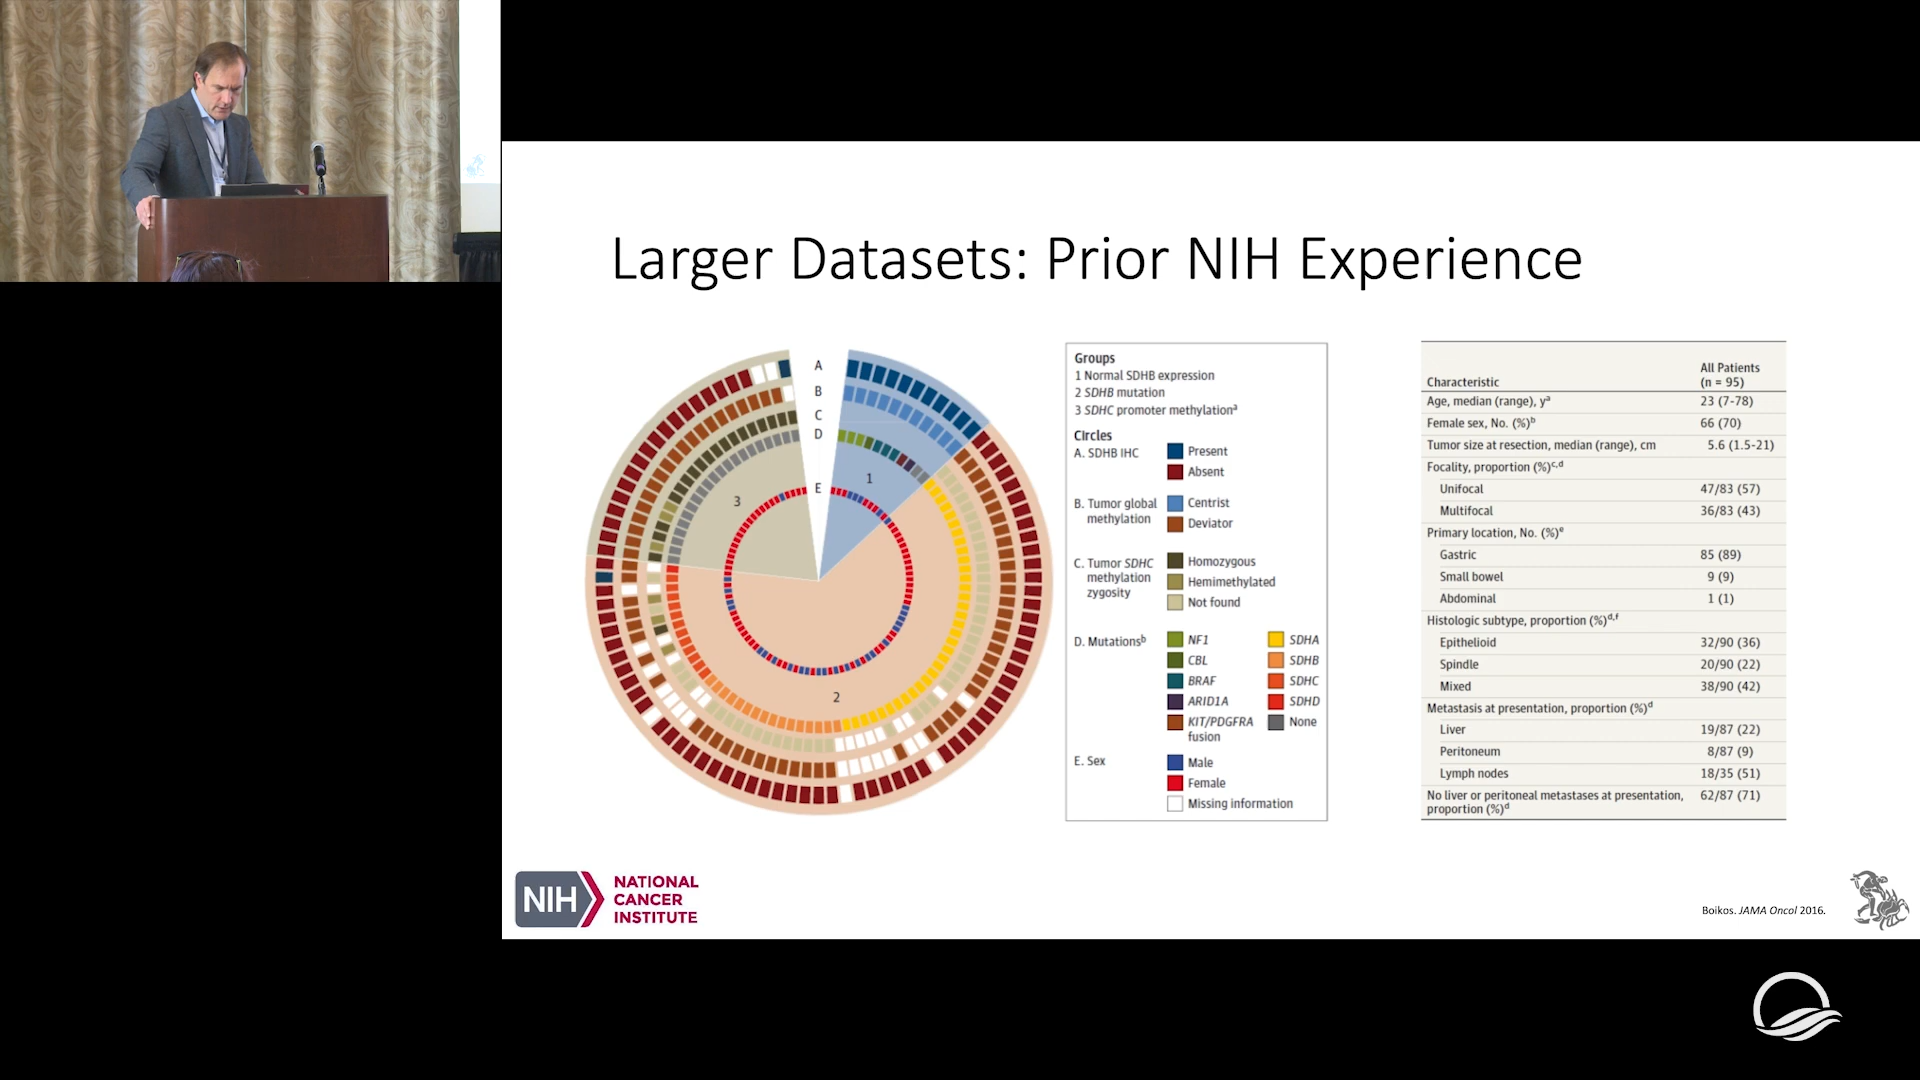 Larger Datasets: Prior NIH Experience
A
B
C
D
E
1
2
3
Groups
1 Normal SDHB expression
2 SDHB mutation
3 SDHC promoter methylationᵃ
Circles
A. SDHB IHC
Present
Absent
B. Tumor global
methylation
Centrist
Deviator
C. Tumor SDHC
methylation
zygosity
Homozygous
Hemimethylated
Not found
D. Mutationsᵇ
NF1
CBL
BRAF
ARID1A
KIT/PDGFRA
fusion
SDHA
SDHB
SDHC
SDHD
None
E. Sex
Male
Female
Missing information
Characteristic All Patients
(n = 95)
Age, median (range), yᵃ 23 (7-78)
Female sex, No. (%)ᵇ 66 (70)
Tumor size at resection, median (range), cm 5.6 (1.5-21)
Focality, proportion (%)ᶜ,ᵈ
Unifocal 47/83 (57)
Multifocal 36/83 (43)
Primary location, No. (%)ᵉ
Gastric 85 (89)
Small bowel 9 (9)
Abdominal 1 (1)
Histologic subtype, proportion (%)ᵈ,ᶠ
Epithelioid 32/90 (36)
Spindle 20/90 (22)
Mixed 38/90 (42)
Metastasis at presentation, proportion (%)ᵈ
Liver 19/87 (22)
Peritoneum 8/87 (9)
Lymph nodes 18/35 (51)
No liver or peritoneal metastases at presentation, 62/87 (71)
proportion (%)ᵈ
NIH
NATIONAL
CANCER
INSTITUTE
Boikos. JAMA Oncol 2016.